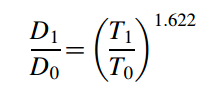 D₁/D₀ = (T₁/T₀)^1.622